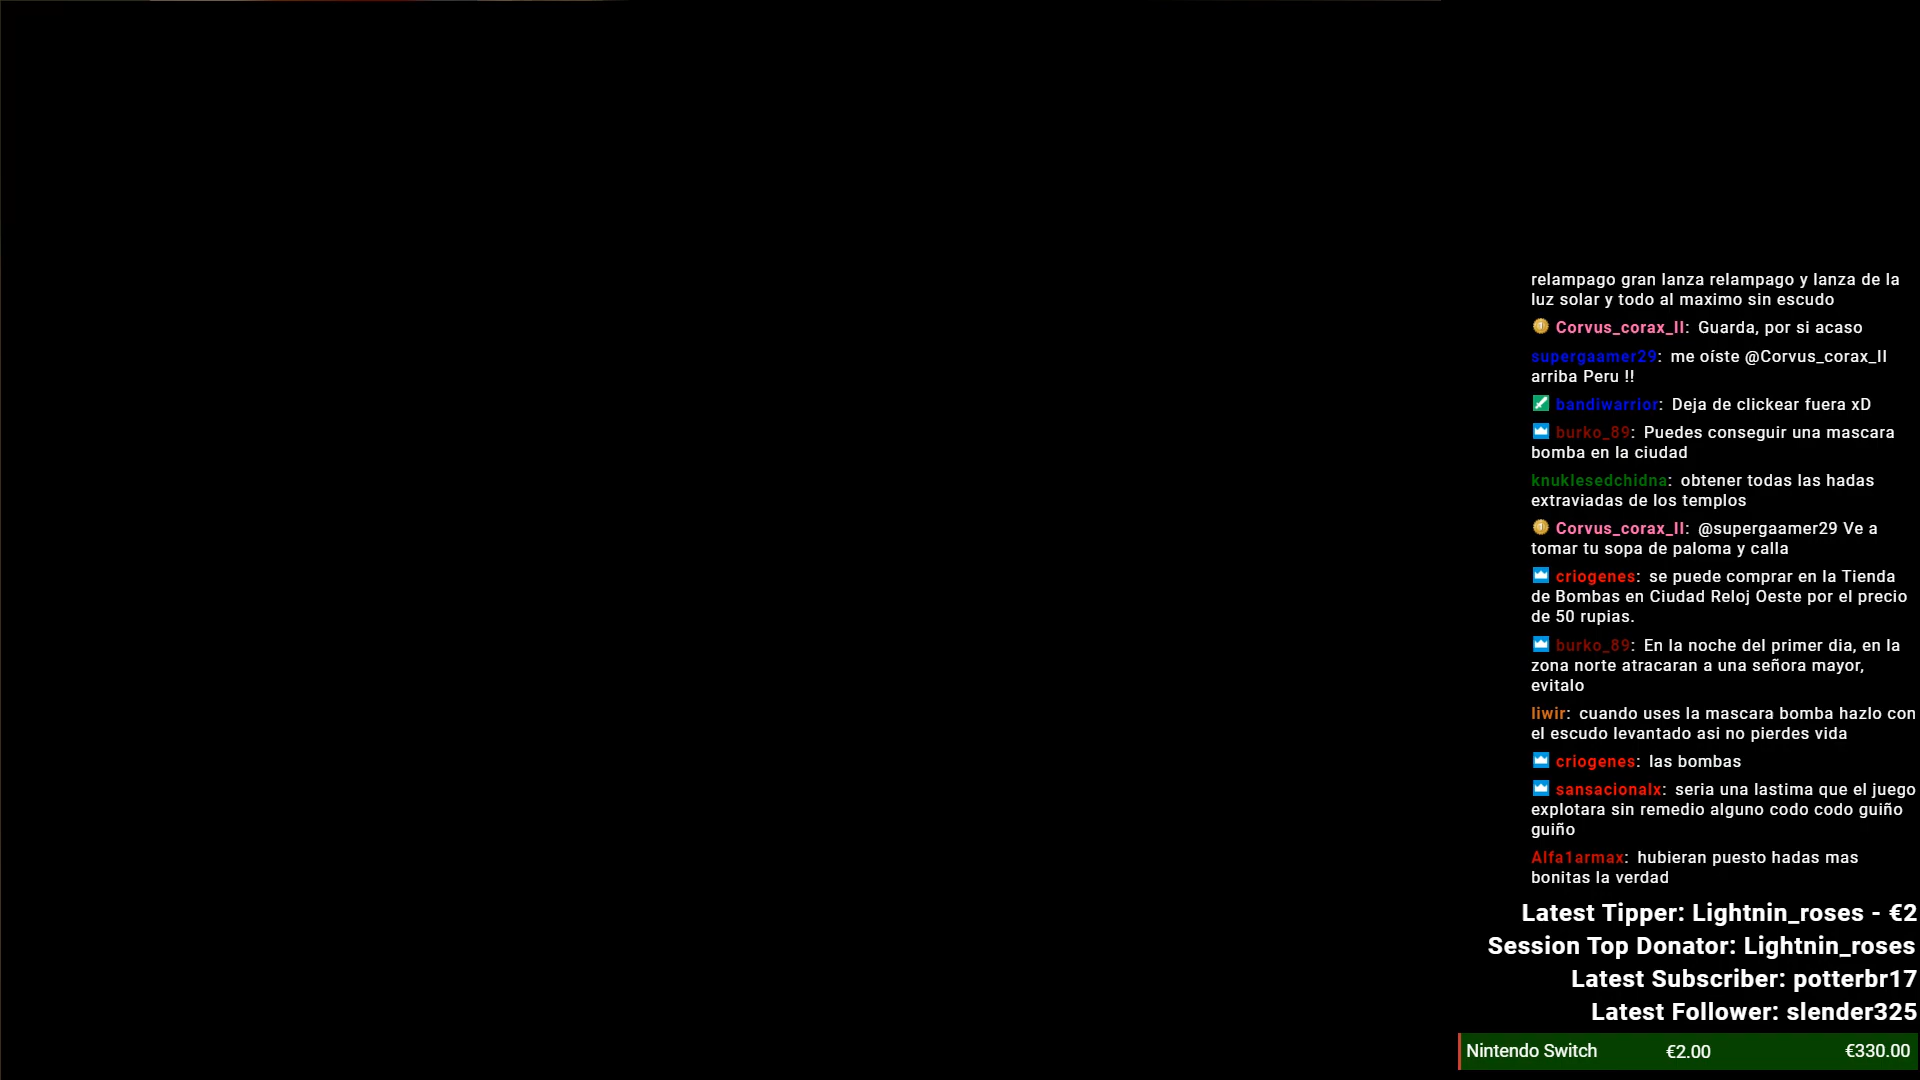 relampago gran lanza relampago y lanza de la
luz solar y todo al maximo sin escudo
Corvus_corax_II: Guarda, por si acaso
supergaamer29: me oíste @Corvus_corax_II
arriba Peru !!
bandiwarrior: Deja de clickear fuera xD
burko_89: Puedes conseguir una mascara
bomba en la ciudad
knuklesedchidna: obtener todas las hadas
extraviadas de los templos
Corvus_corax_II: @supergaamer29 Ve a
tomar tu sopa de paloma y calla
criogenes: se puede comprar en la Tienda
de Bombas en Ciudad Reloj Oeste por el precio
de 50 rupias.
burko_89: En la noche del primer dia, en la
zona norte atracaran a una señora mayor,
evitalo
liwir: cuando uses la mascara bomba hazlo con
el escudo levantado asi no pierdes vida
criogenes: las bombas
sansacionalx: seria una lastima que el juego
explotara sin remedio alguno codo codo guiño
guiño
Alfa1armax: hubieran puesto hadas mas
bonitas la verdad
Latest Tipper: Lightnin_roses - €2
Session Top Donator: Lightnin_roses
Latest Subscriber: potterbr17
Latest Follower: slender325
Nintendo Switch €2.00 €330.00